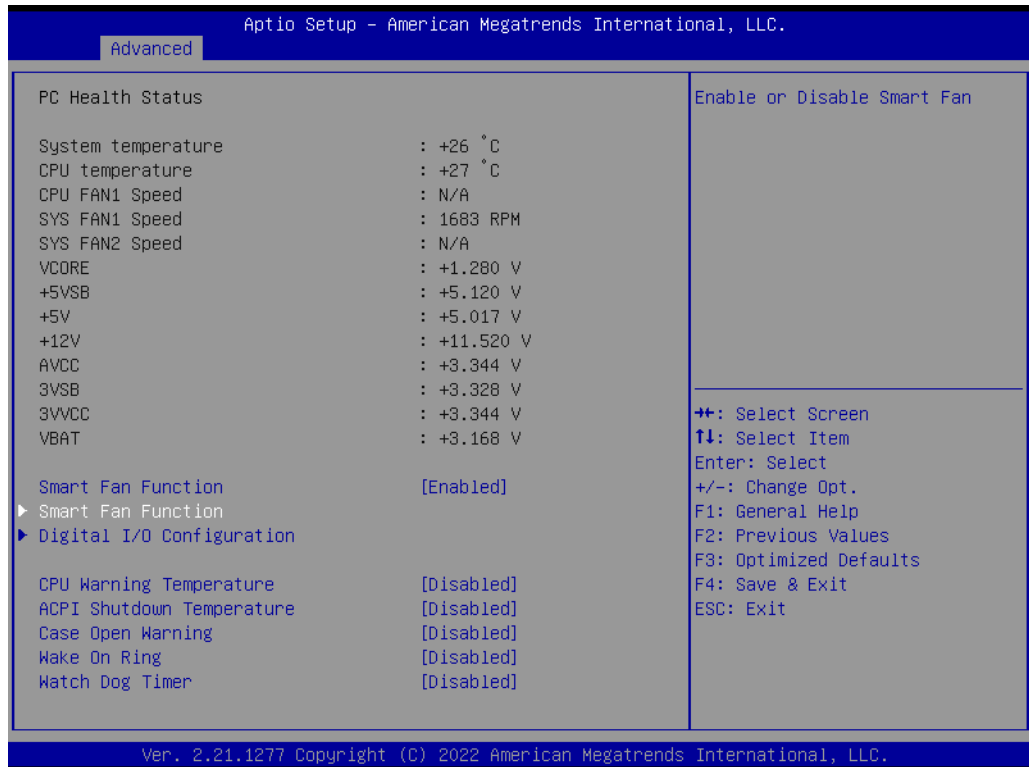 Aptio Setup – American Megatrends International, LLC.
Advanced
PC Health Status
System temperature : +26 °C
CPU temperature : +27 °C
CPU FAN1 Speed : N/A
SYS FAN1 Speed : 1683 RPM
SYS FAN2 Speed : N/A
VCORE : +1.280 V
+5VSB : +5.120 V
+5V : +5.017 V
+12V : +11.520 V
AVCC : +3.344 V
3VSB : +3.328 V
3VVCC : +3.344 V
VBAT : +3.168 V
Smart Fan Function [Enabled]
Smart Fan Function
Digital I/O Configuration
CPU Warning Temperature [Disabled]
ACPI Shutdown Temperature [Disabled]
Case Open Warning [Disabled]
Wake On Ring [Disabled]
Watch Dog Timer [Disabled]
Enable or Disable Smart Fan
→←: Select Screen
↑↓: Select Item
Enter: Select
+/-: Change Opt.
F1: General Help
F2: Previous Values
F3: Optimized Defaults
F4: Save & Exit
ESC: Exit
Ver. 2.21.1277 Copyright (C) 2022 American Megatrends International, LLC.